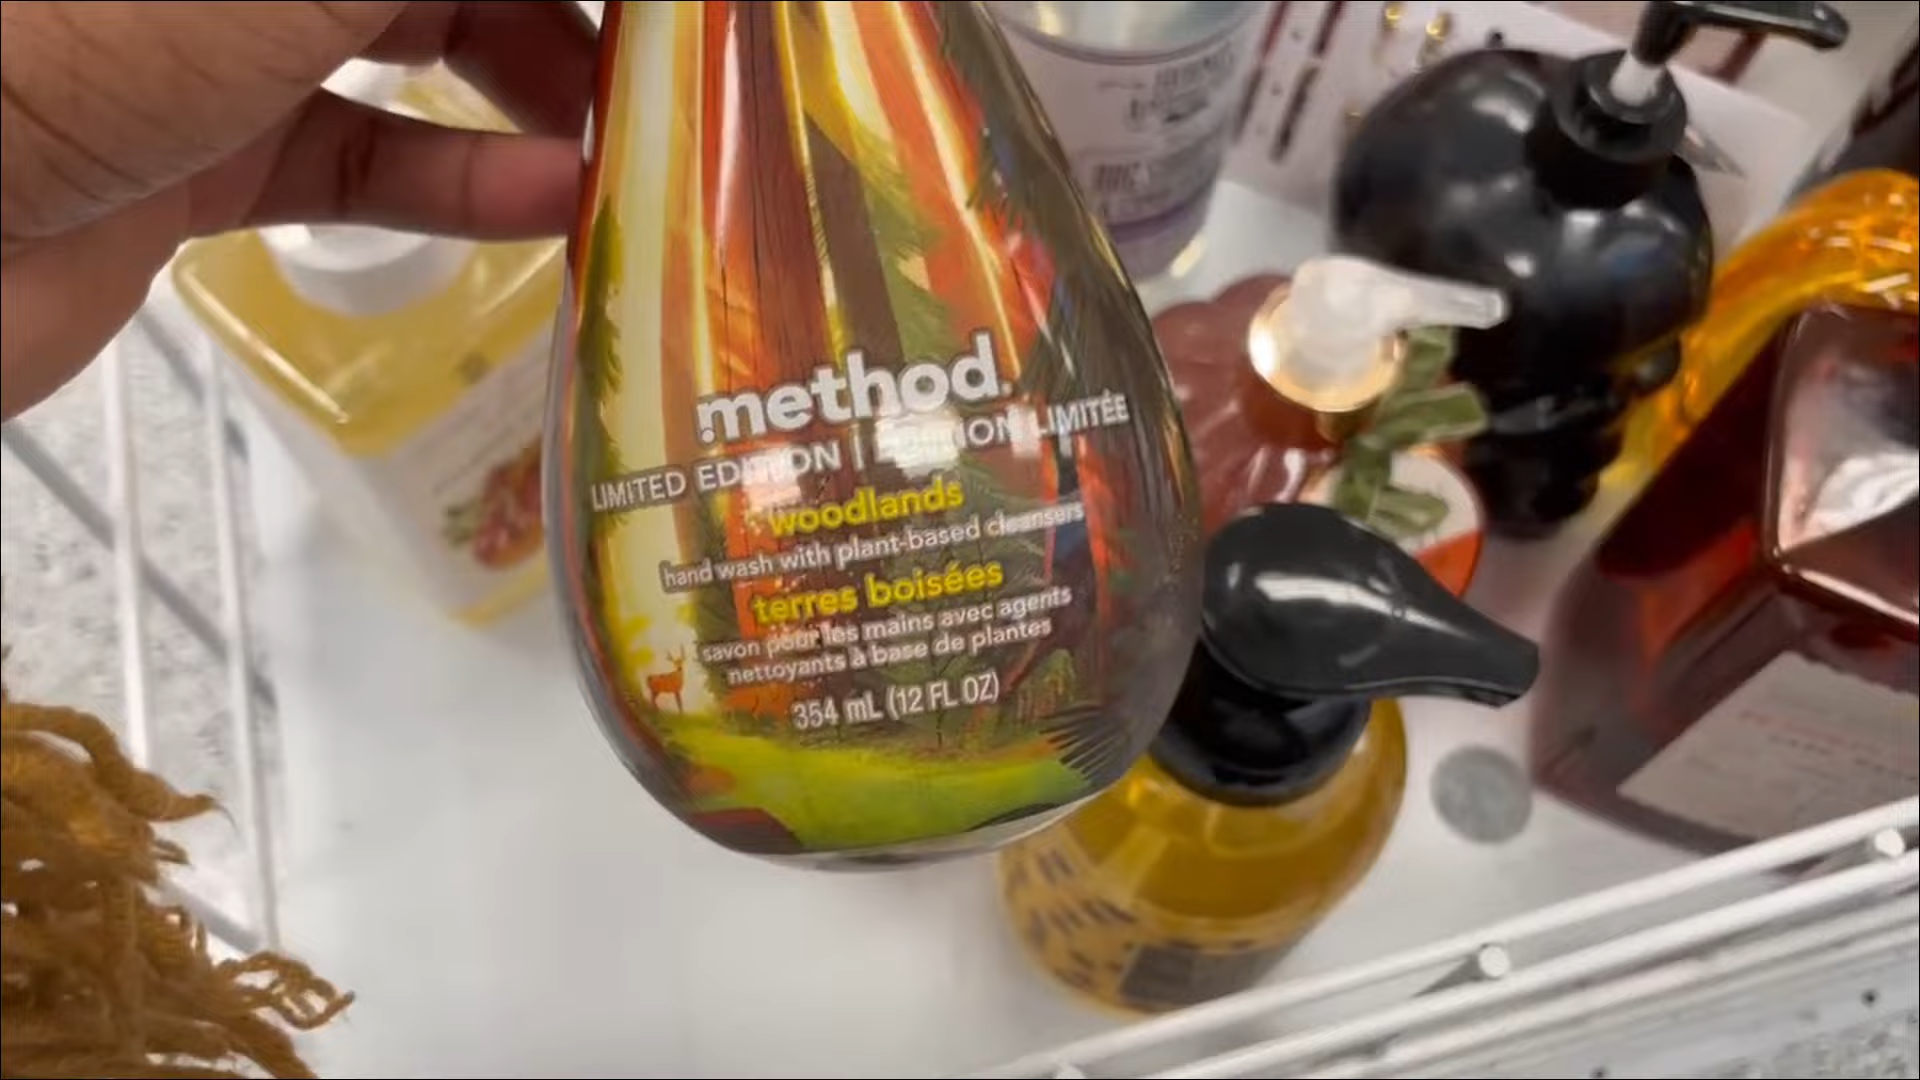 method.
LIMITED EDITION | ÉDITION LIMITÉE
woodlands
hand wash with plant-based cleansers
terres boisées
savon pour les mains avec agents
nettoyants à base de plantes
354 mL (12 FL OZ)